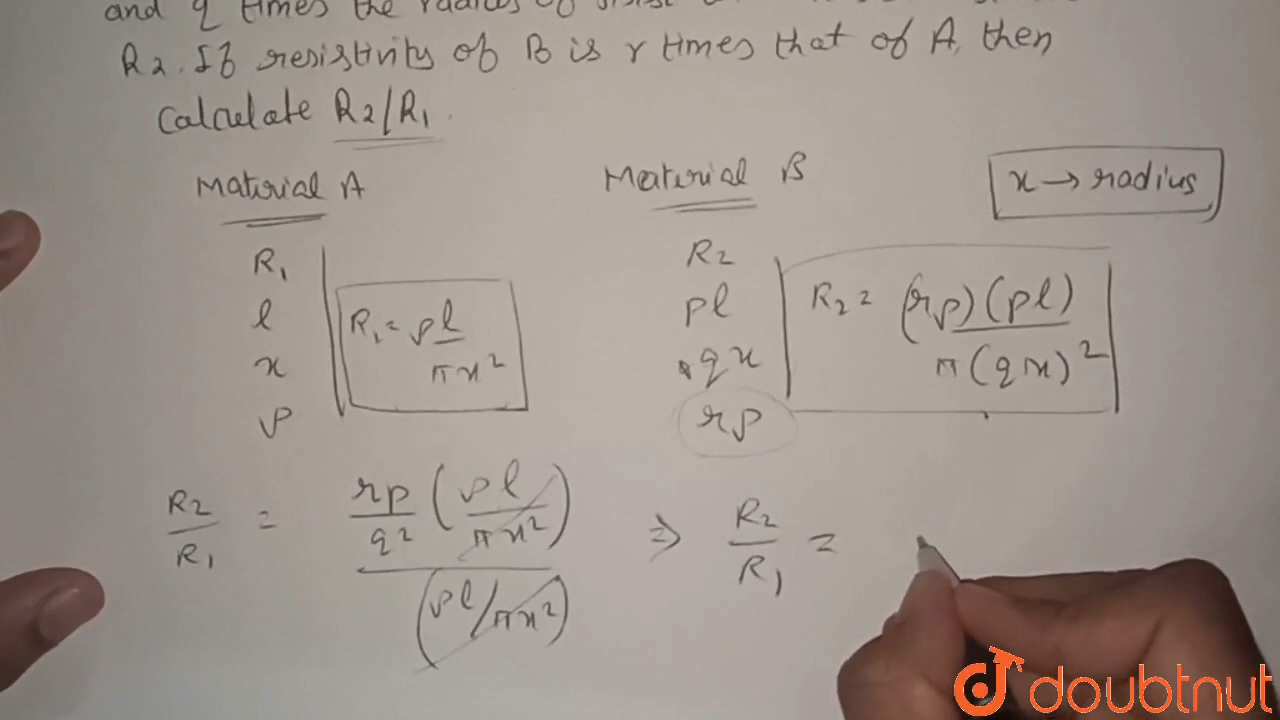 and q times the radius of
R2. If resistivity of B is r times that of A, then
Calculate R2/R1.
Material A
R1
l
x
ρ
R1 = ρl/πx²
Material B
R2
pl
qx
rρ
x → radius
R2 = (rρ)(pl)/π(qx)²
R2/R1 = rp/q² (ρl/πx²)/(ρl/πx²) ⇒ R2/R1 =
doubtnut